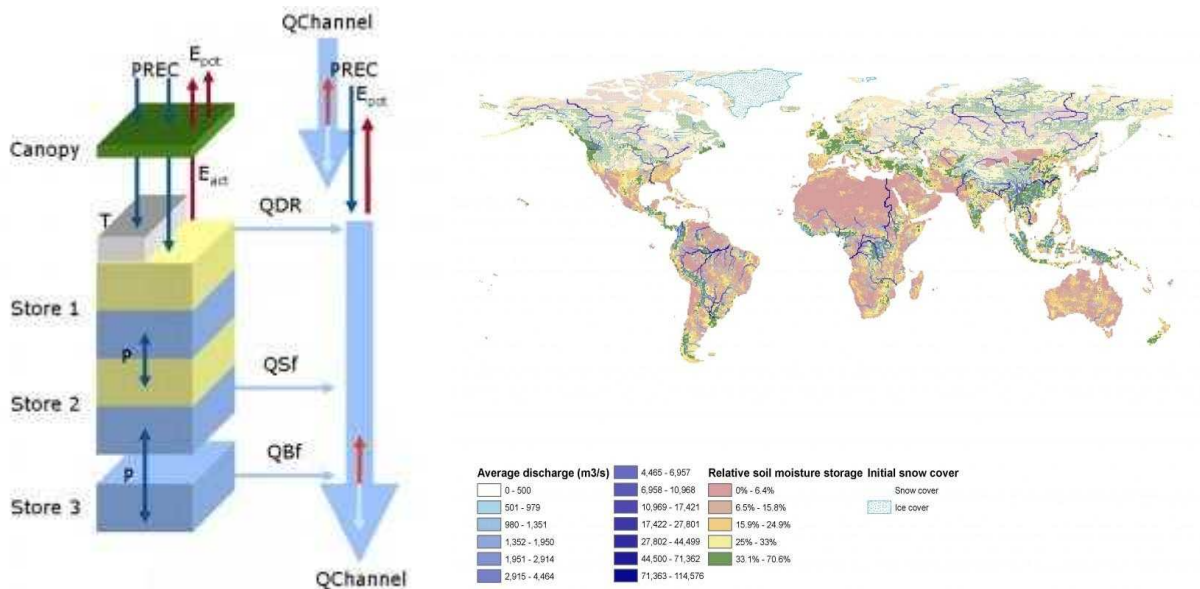 QChannel
PREC
E pot
PREC
E pot
Canopy
E act
T
QDR
Store 1
P
QSf
Store 2
P
QBf
Store 3
QChannel
Average discharge (m3/s)
0 - 500
501 - 979
980 - 1,351
1,352 - 1,950
1,951 - 2,914
2,915 - 4,464
4,465 - 6,957
6,958 - 10,968
10,969 - 17,421
17,422 - 27,801
27,802 - 44,499
44,500 - 71,362
71,363 - 114,576
Relative soil moisture storage
0% - 6.4%
6.5% - 15.8%
15.9% - 24.9%
25% - 33%
33.1% - 70.6%
Initial snow cover
Snow cover
Ice cover